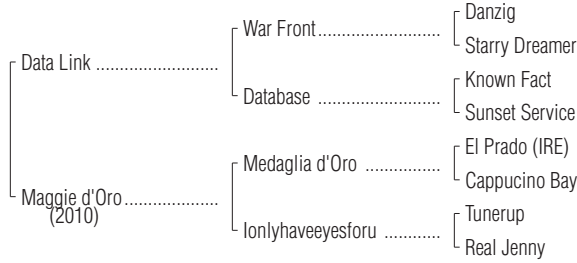 Danzig
War Front..........................
Starry Dreamer
Data Link ..........................
Known Fact
Database ..........................
Sunset Service
El Prado (IRE)
Medaglia d'Oro ................
Cappucino Bay
Maggie d'Oro....................
(2010)
Tunerup
Ionlyhaveeyesforu ............
Real Jenny